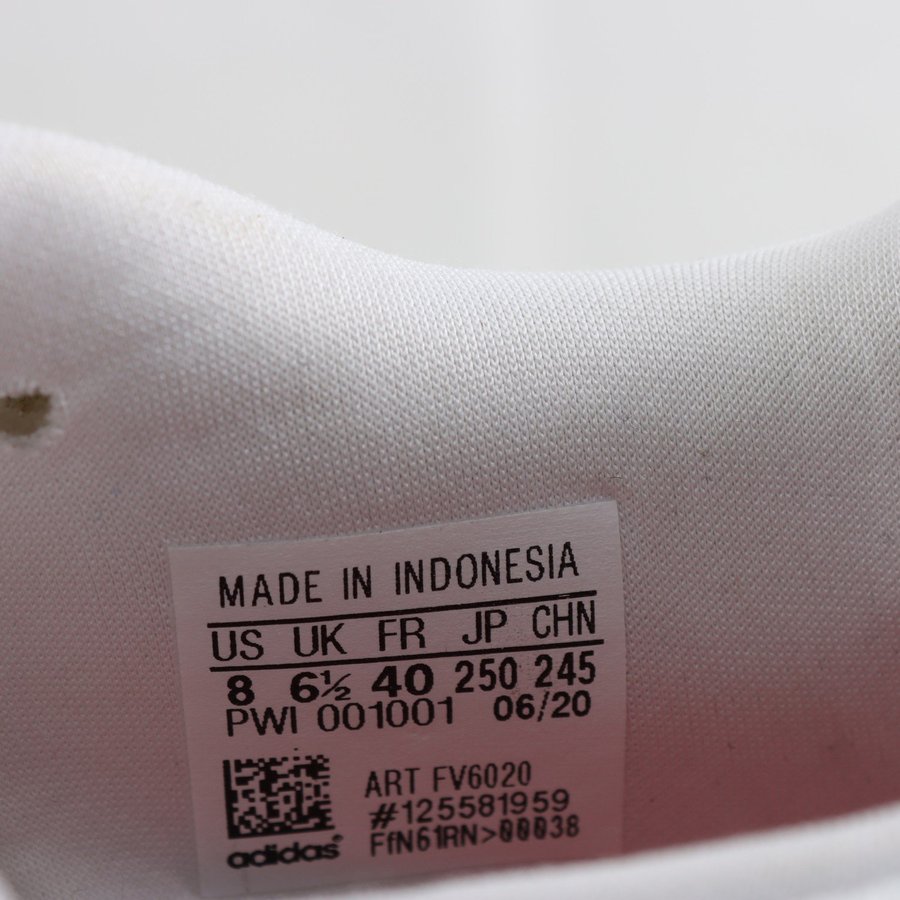 MADE IN INDONESIA
US UK FR JP CHN
8 6½ 40 250 245
PWI 001001 06/20
ART FV6020
#125581959
FfN61RN>00038
adidas®